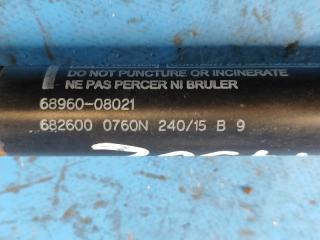 DO NOT PUNCTURE OR INCINERATE
NE PAS PERCER NI BRULER
68960-08021
682600 0760N 240/15 B 9